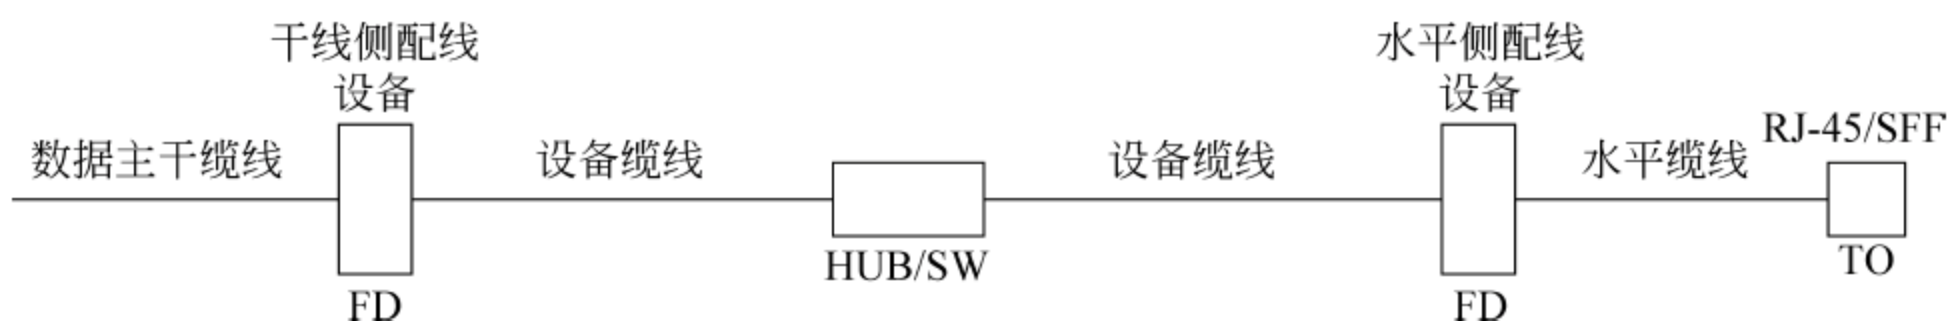 干线侧配线
设备
水平侧配线
设备
数据主干缆线
设备缆线
设备缆线
水平缆线
RJ-45/SFF
FD
HUB/SW
FD
TO